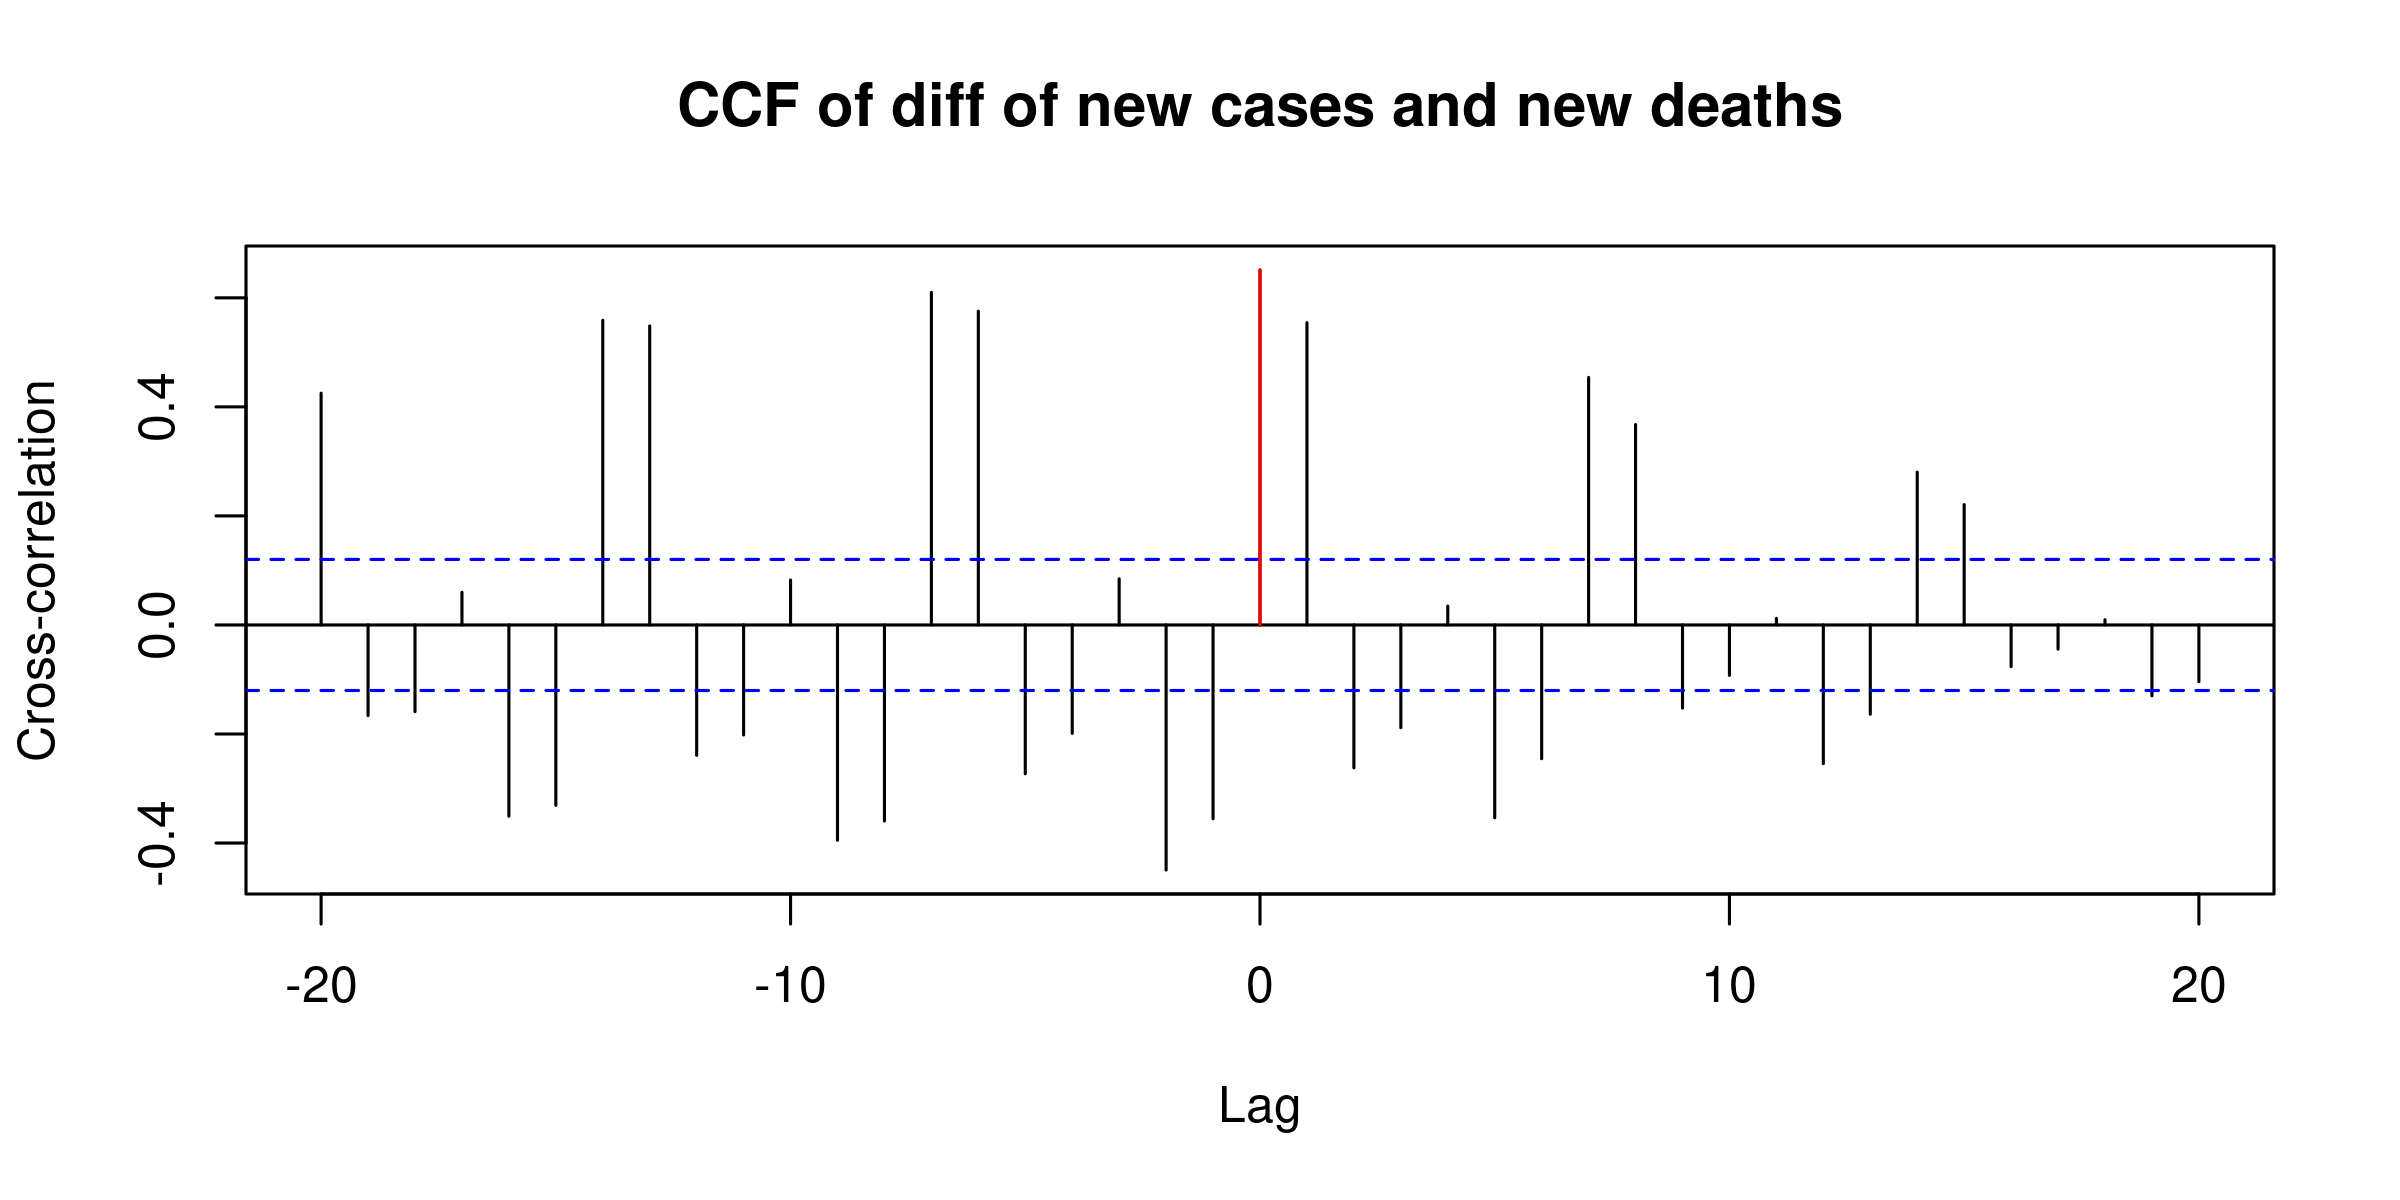 CCF of diff of new cases and new deaths
Cross-correlation
0.4
0.0
-0.4
-20 -10 0 10 20
Lag